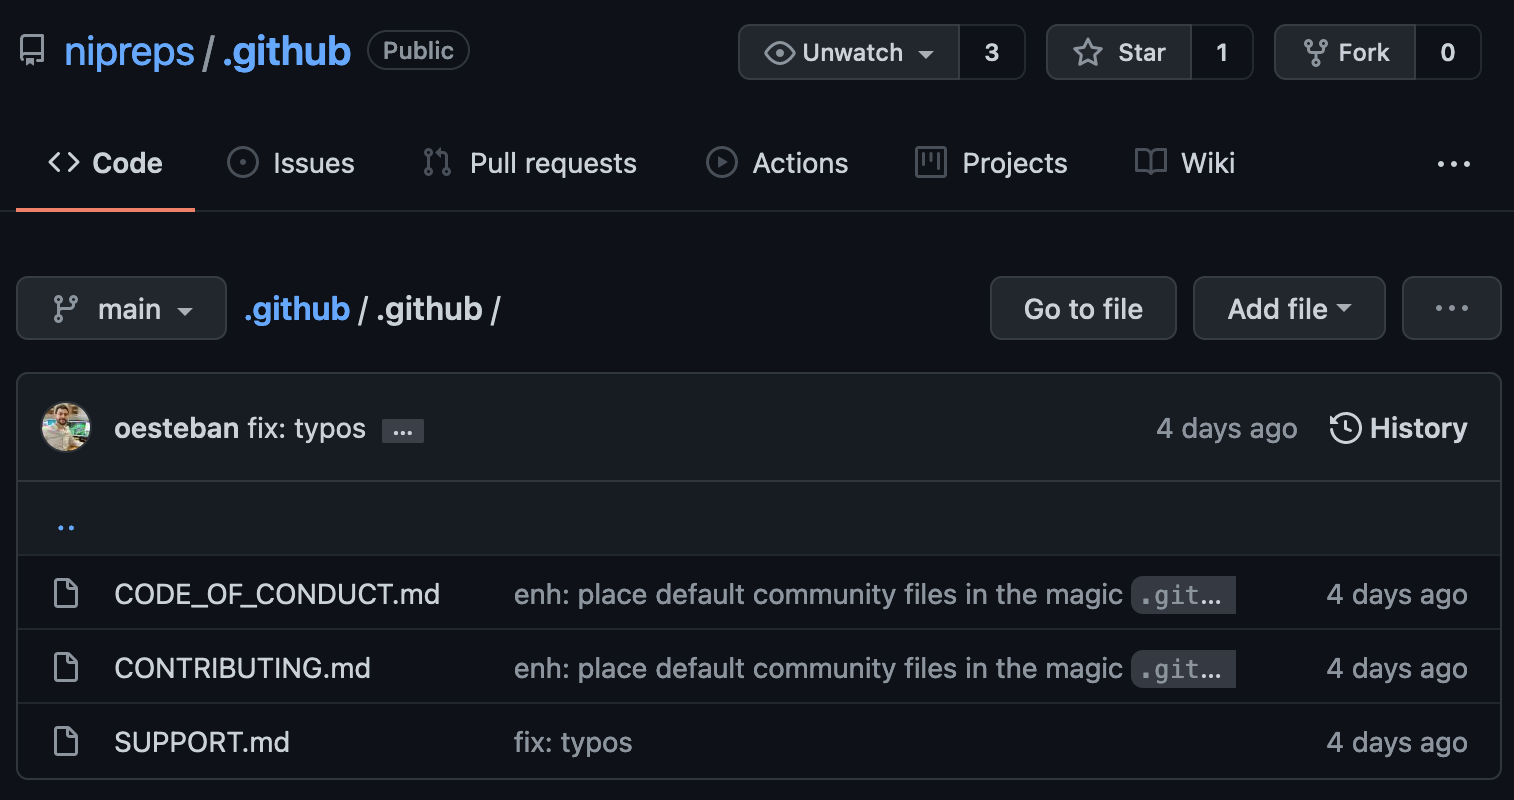 nipreps / .github Public Unwatch 3 Star 1 Fork 0
Code Issues Pull requests Actions Projects Wiki ...
main .github / .github / Go to file Add file ...
oesteban fix: typos ... 4 days ago History
..
CODE_OF_CONDUCT.md enh: place default community files in the magic .git... 4 days ago
CONTRIBUTING.md enh: place default community files in the magic .git... 4 days ago
SUPPORT.md fix: typos 4 days ago